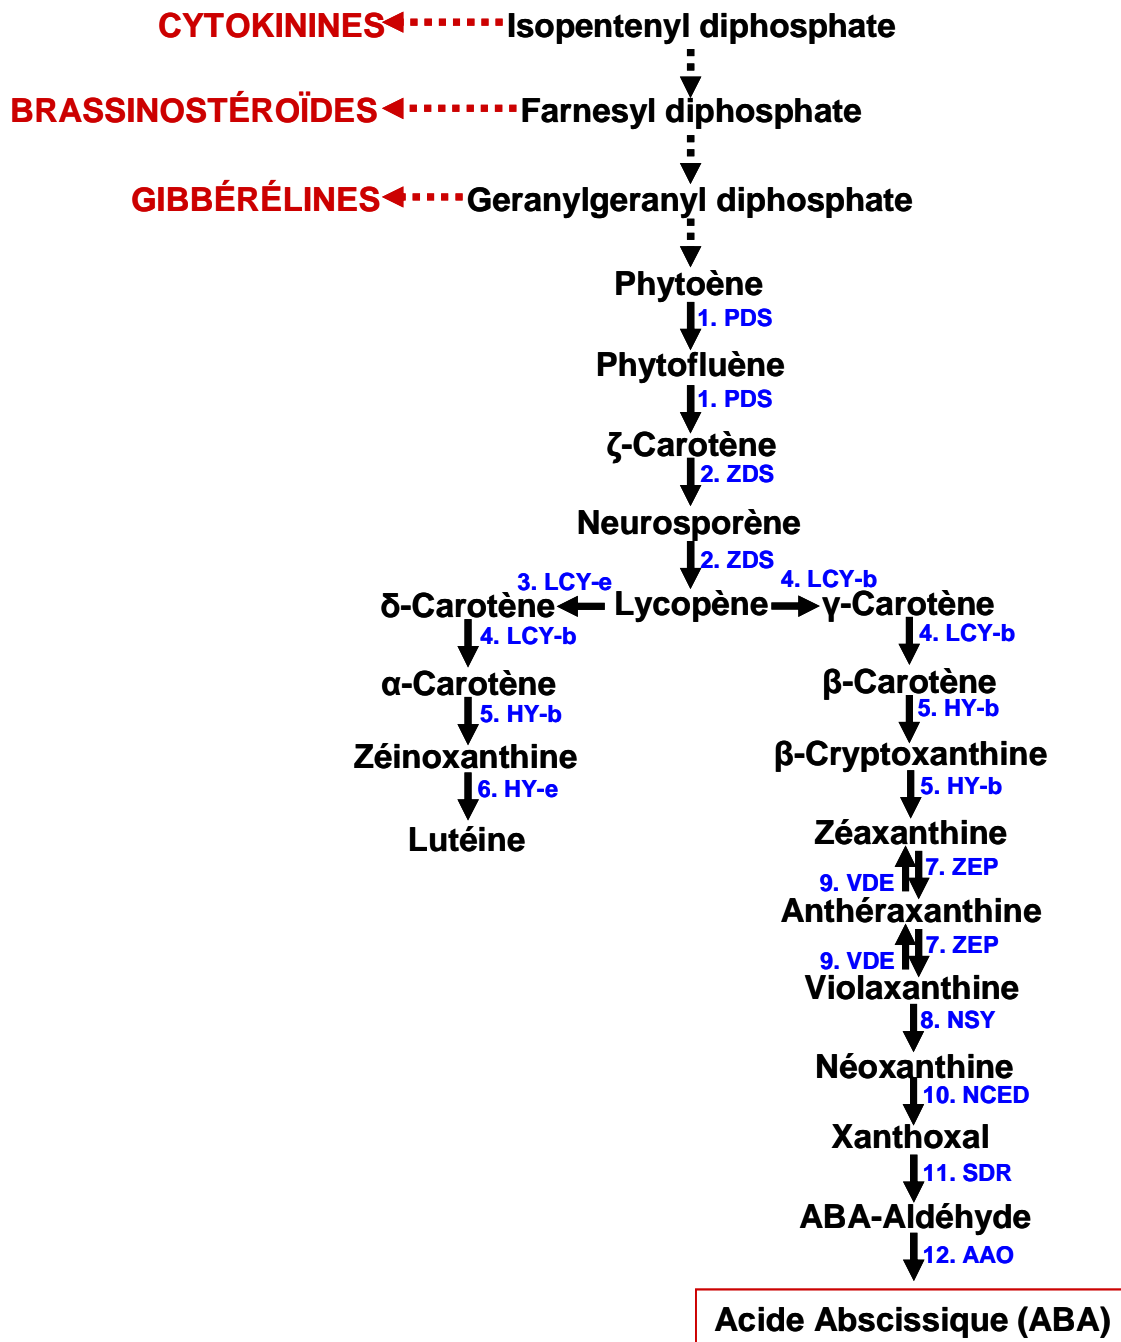 CYTOKININES Isopentenyl diphosphate
BRASSINOSTÉROÏDES Farnesyl diphosphate
GIBBÉRÉLINES Geranylgeranyl diphosphate
Phytoène
1. PDS
Phytofluène
1. PDS
ζ-Carotène
2. ZDS
Neurosporène
2. ZDS
3. LCY-e 4. LCY-b
δ-Carotène Lycopène γ-Carotène
4. LCY-b 4. LCY-b
α-Carotène β-Carotène
5. HY-b 5. HY-b
Zéinoxanthine β-Cryptoxanthine
6. HY-e 5. HY-b
Lutéine Zéaxanthine
9. VDE 7. ZEP
Anthéraxanthine
9. VDE 7. ZEP
Violaxanthine
8. NSY
Néoxanthine
10. NCED
Xanthoxal
11. SDR
ABA-Aldéhyde
12. AAO
Acide Abscissique (ABA)